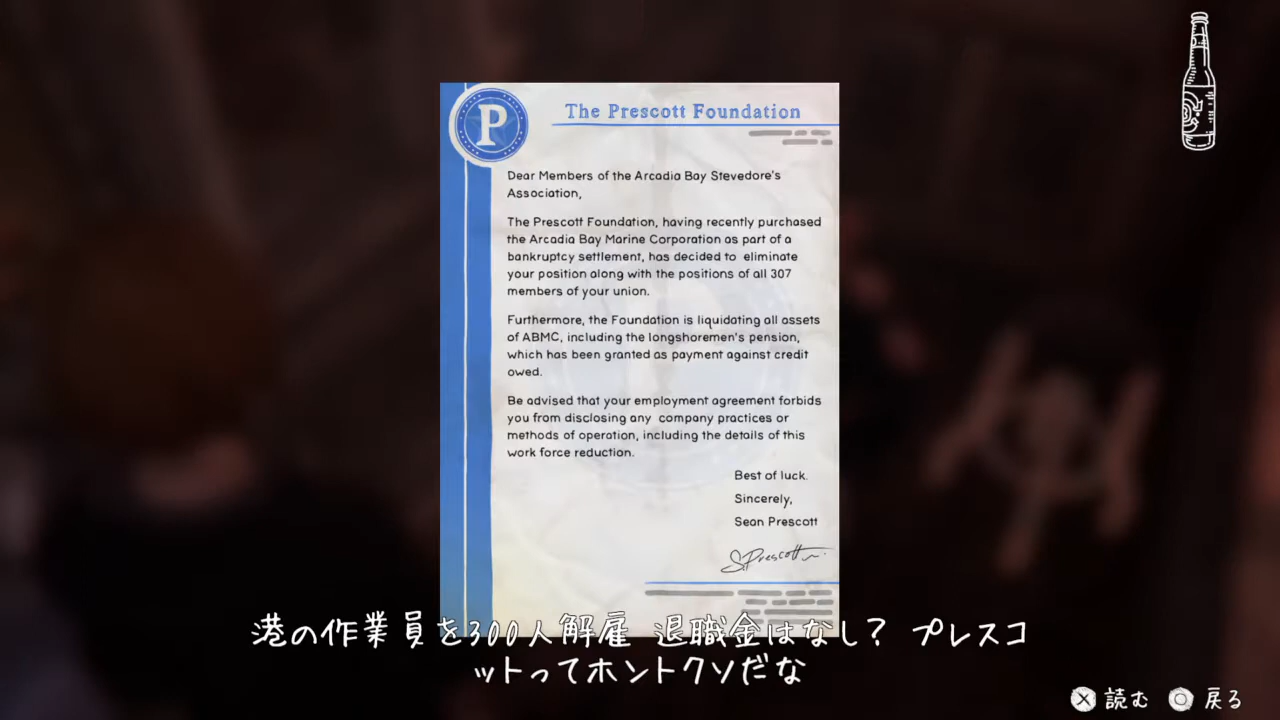 P
The Prescott Foundation
Dear Members of the Arcadia Bay Stevedore's
Association,
The Prescott Foundation, having recently purchased
the Arcadia Bay Marine Corporation as part of a
bankruptcy settlement, has decided to eliminate
your position along with the positions of all 307
members of your union.
Furthermore, the Foundation is liquidating all assets
of ABMC, including the longshoremen's pension,
which has been granted as payment against credit
owed.
Be advised that your employment agreement forbids
you from disclosing any company practices or
methods of operation, including the details of this
work force reduction.
Best of luck.
Sincerely,
Sean Prescott
S.Prescott
港の作業員を300人解雇 退職金はなし? プレスコ
ットってホントクソだな
読む 戻る